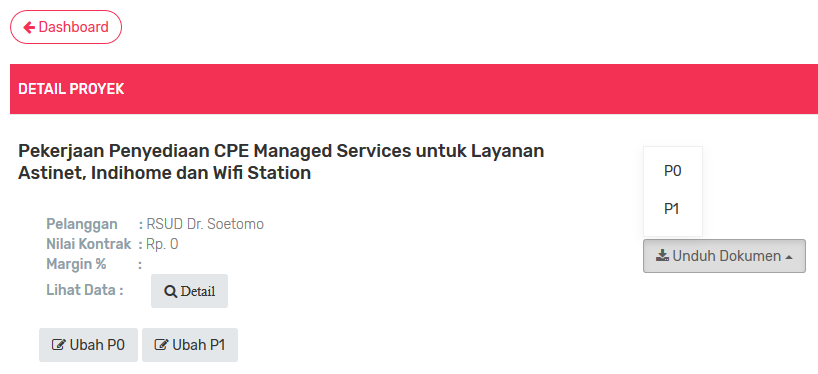 Dashboard
DETAIL PROYEK
Pekerjaan Penyediaan CPE Managed Services untuk Layanan
Astinet, Indihome dan Wifi Station
P0
P1
Unduh Dokumen
Pelanggan : RSUD Dr. Soetomo
Nilai Kontrak : Rp. 0
Margin % :
Lihat Data : Detail
Ubah P0 Ubah P1